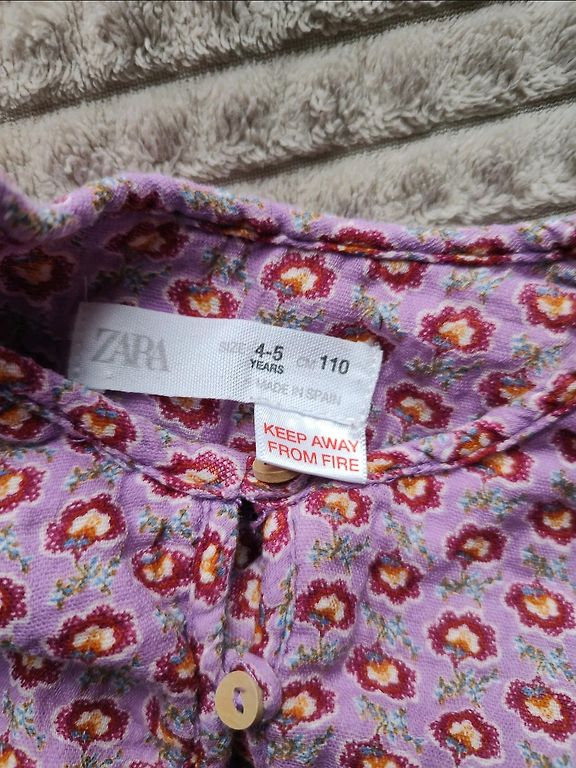 ZARA
SIZE 4-5 CM 110
YEARS
MADE IN SPAIN
KEEP AWAY
FROM FIRE